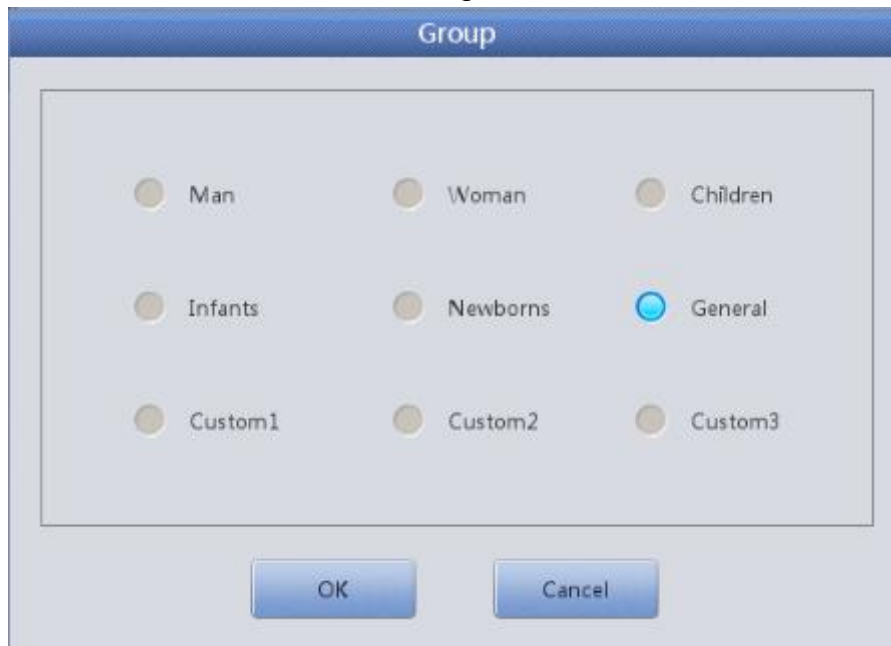 Group
Man Woman Children
Infants Newborns General
Custom1 Custom2 Custom3
OK Cancel